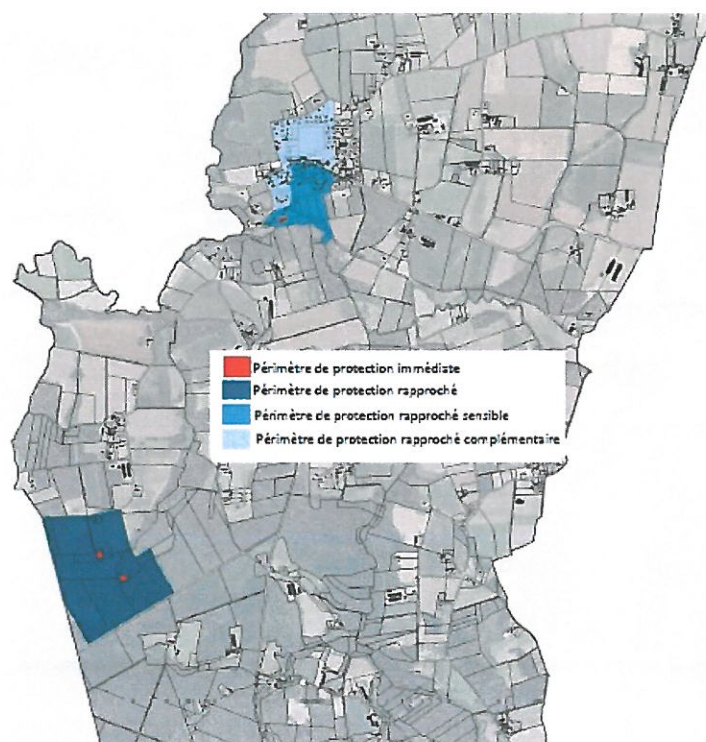 Périmètre de protection immédiate
Périmètre de protection rapproché
Périmètre de protection rapproché sensible
Périmètre de protection rapproché complémentaire